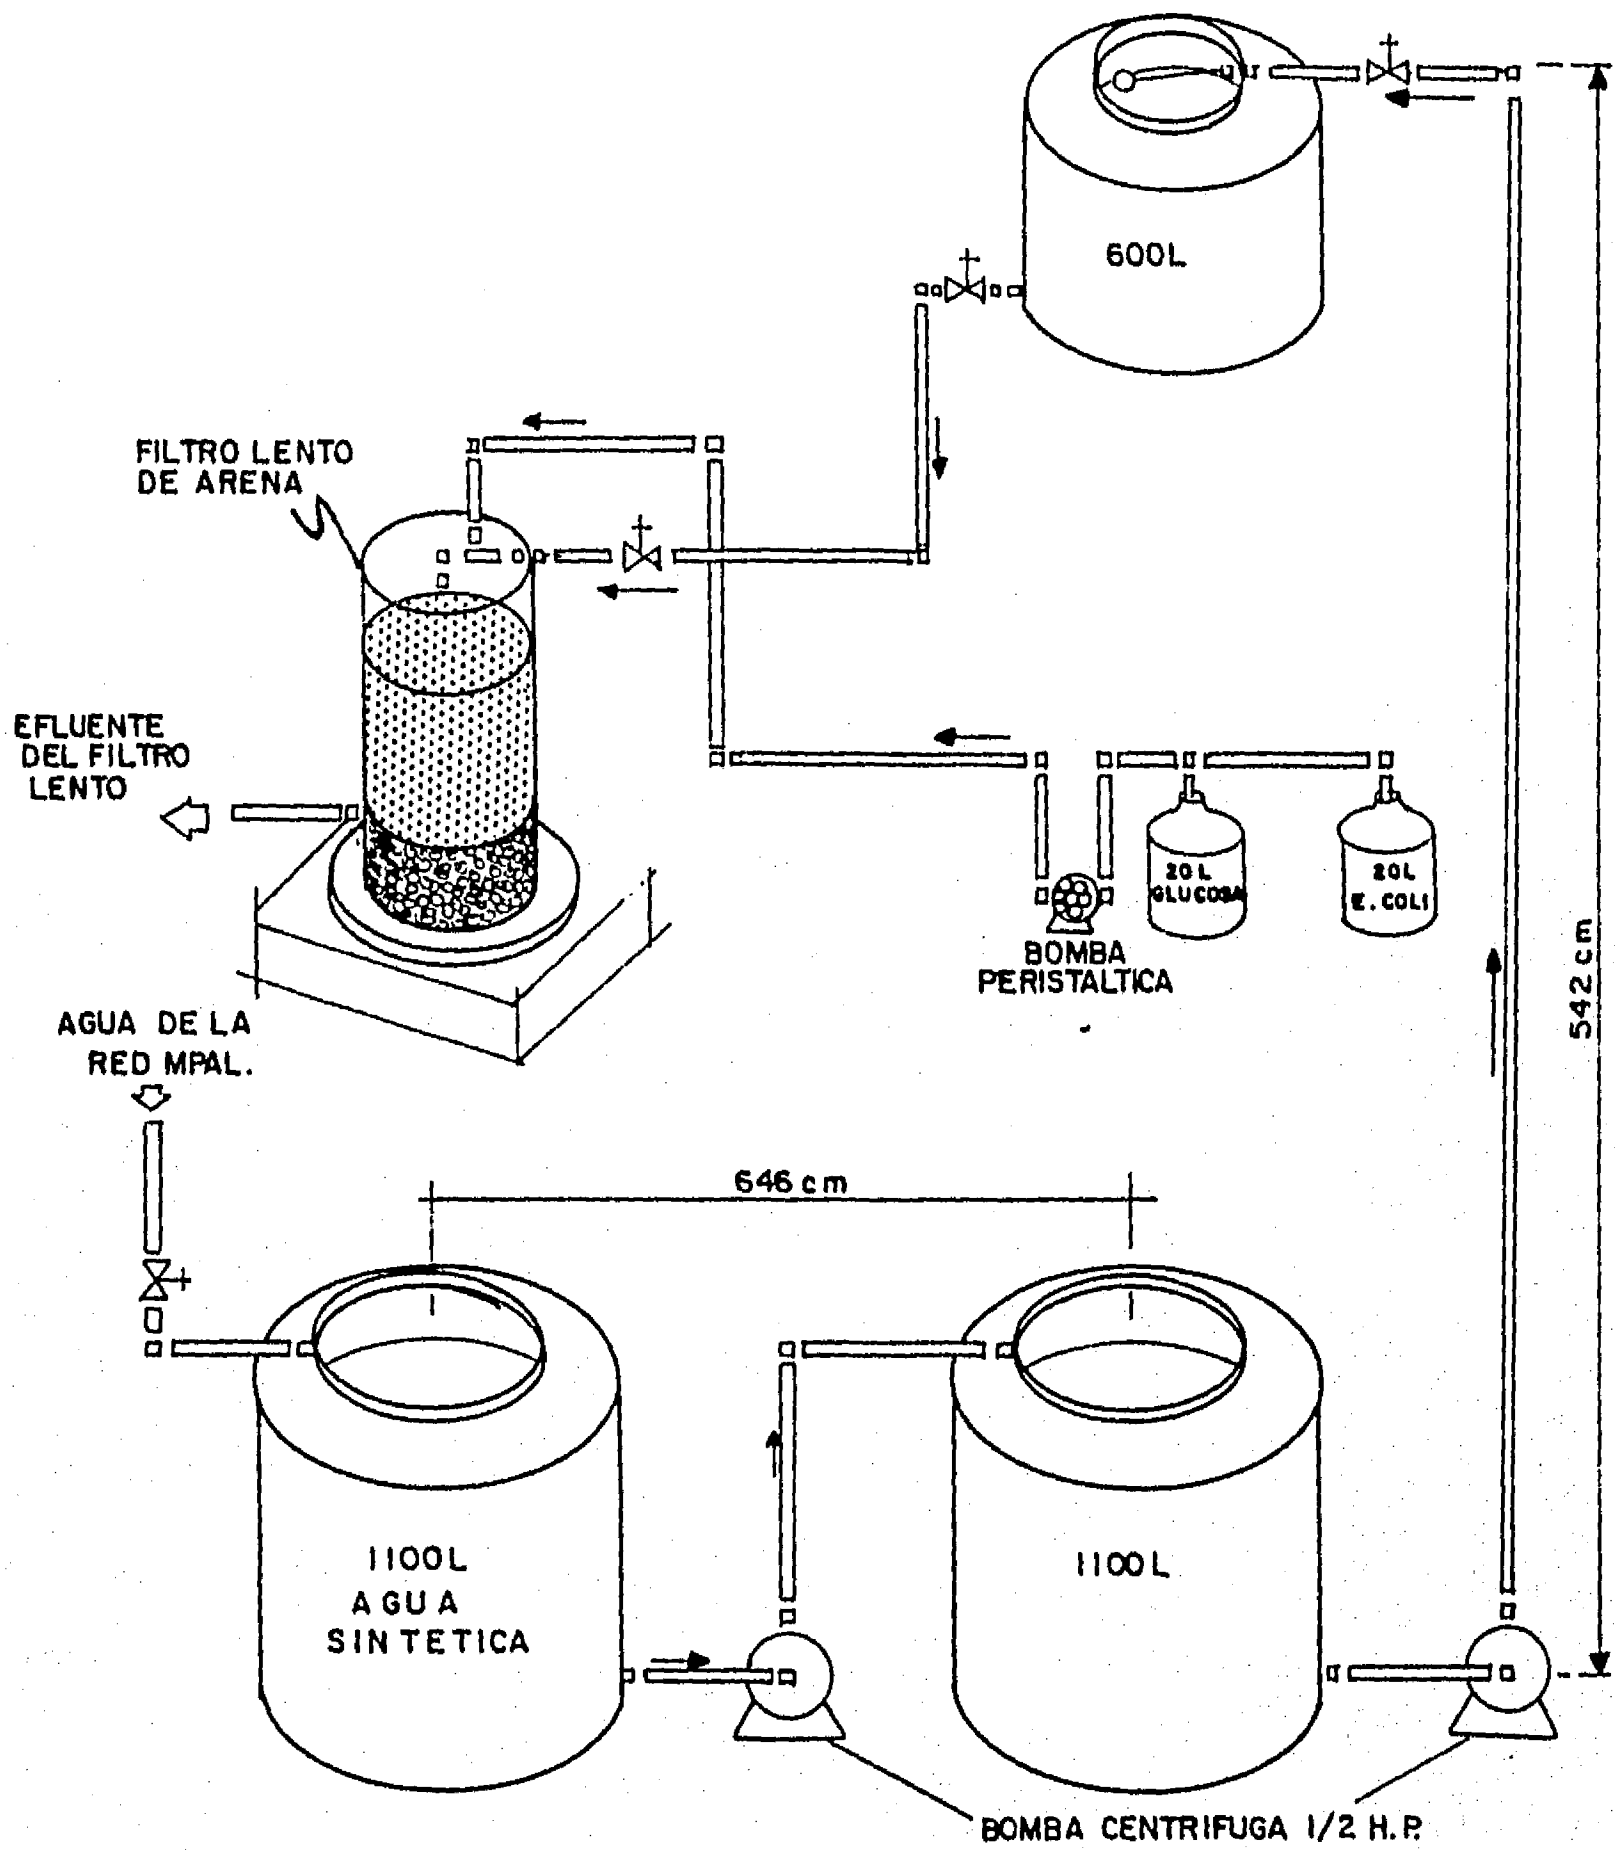 600L
FILTRO LENTO
DE ARENA
EFLUENTE
DEL FILTRO
LENTO
20L
GLUCOSA
20L
E. COLI
BOMBA
PERISTALTICA
542 cm
AGUA DE LA
RED MPAL.
646 cm
1100L
AGUA
SINTETICA
1100L
BOMBA CENTRIFUGA 1/2 H.P.